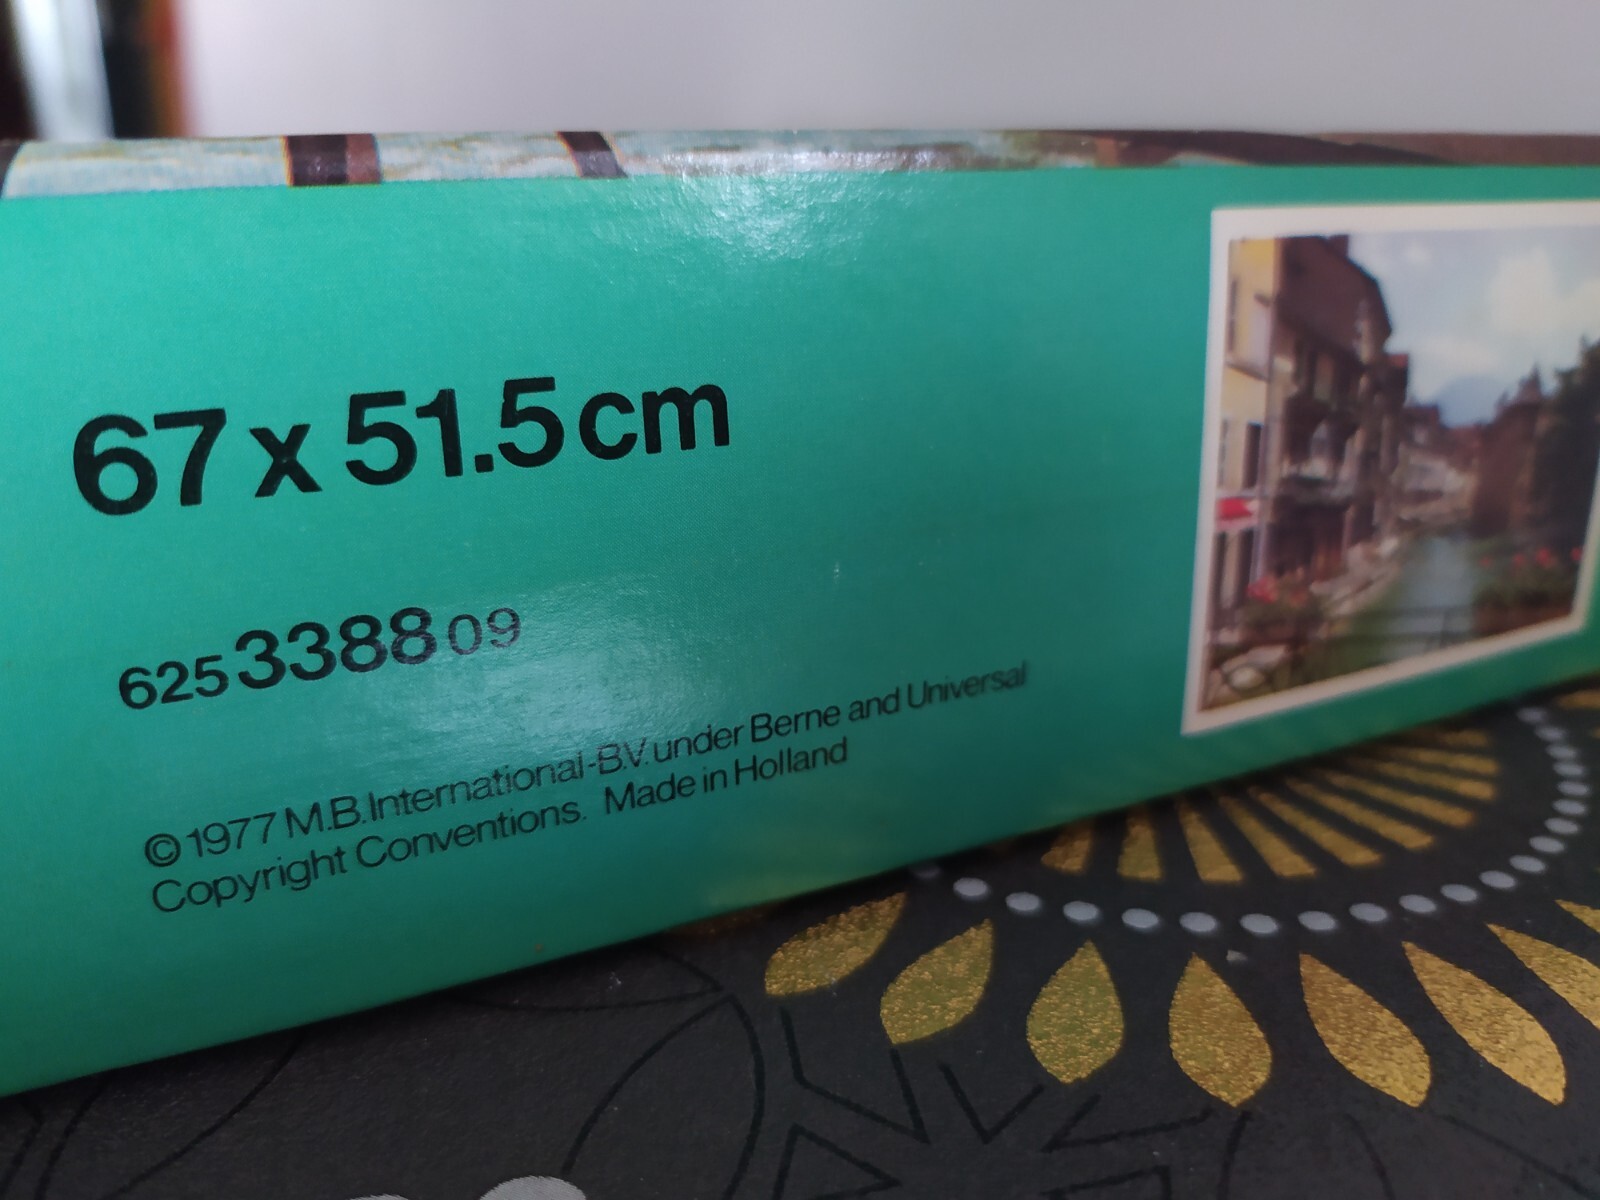 67 x 51.5 cm
625 3388 09
© 1977 M.B. International-B.V. under Berne and Universal
Copyright Conventions. Made in Holland